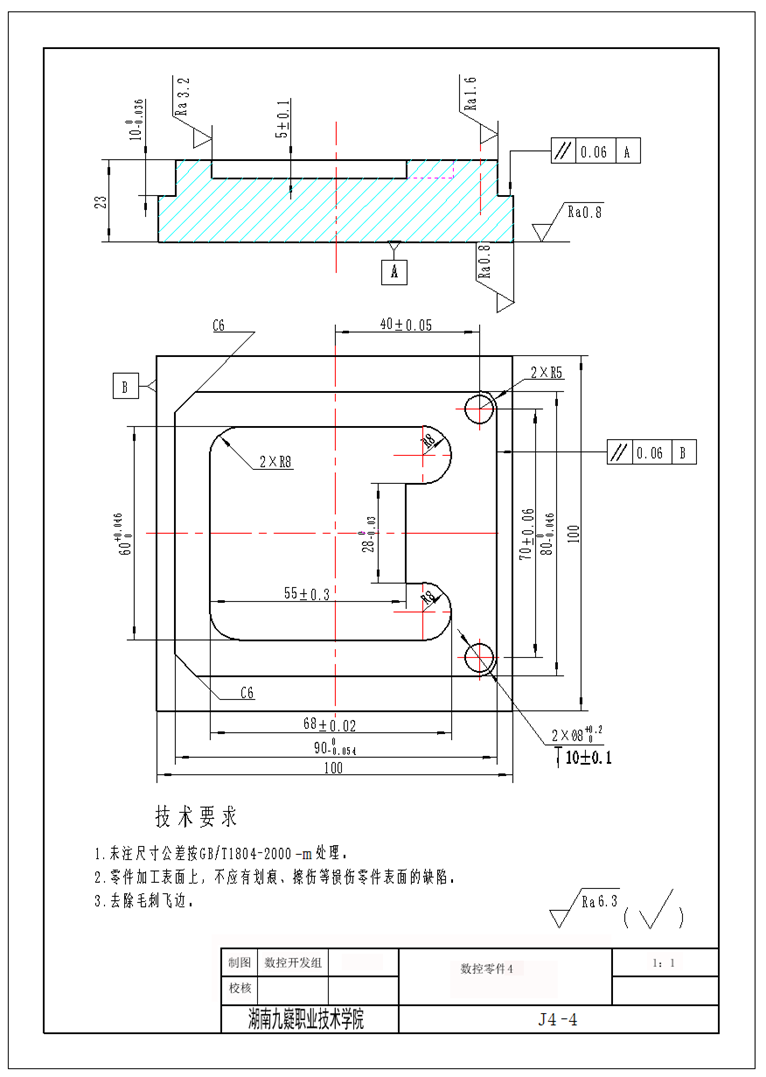 Ra3.2
10 0 -0.036
5±0.1
Ra1.6
// 0.06 A
23
Ra0.8
A
Ra0.8
C6
40±0.05
B
2×R5
R8
2×R8
// 0.06 B
60 +0.046 0
28 0 -0.03
70±0.06
80 0 -0.046
100
55±0.3
R8
C6
68±0.02
2×Ø8 +0.2 0
90 0 -0.054
10±0.1
100
技术要求
1.未注尺寸公差按GB/T1804-2000-m处理。
2.零件加工表面上,不应有划痕、擦伤等损伤零件表面的缺陷。
3.去除毛刺飞边。
Ra6.3 (√)
制图 数控开发组 数控零件4 1:1
校核
湖南九嶷职业技术学院 J4-4